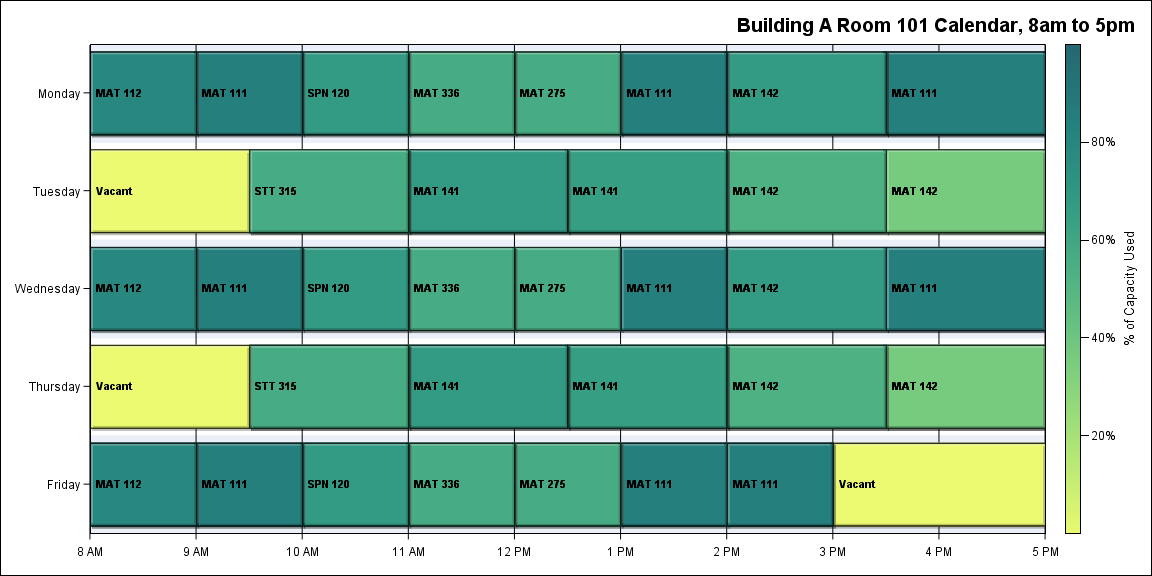 Building A Room 101 Calendar, 8am to 5pm
Monday
MAT 112
MAT 111
SPN 120
MAT 336
MAT 275
MAT 111
MAT 142
MAT 111
Tuesday
Vacant
STT 315
MAT 141
MAT 141
MAT 142
MAT 142
Wednesday
MAT 112
MAT 111
SPN 120
MAT 336
MAT 275
MAT 111
MAT 142
MAT 111
Thursday
Vacant
STT 315
MAT 141
MAT 141
MAT 142
MAT 142
Friday
MAT 112
MAT 111
SPN 120
MAT 336
MAT 275
MAT 111
MAT 111
Vacant
8 AM
9 AM
10 AM
11 AM
12 PM
1 PM
2 PM
3 PM
4 PM
5 PM
80%
60%
40%
20%
% of Capacity Used